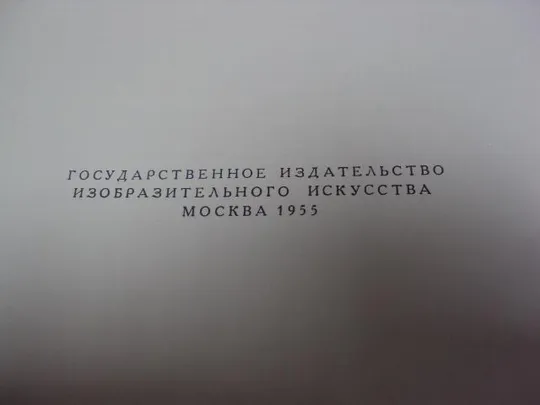 ГОСУДАРСТВЕННОЕ ИЗДАТЕЛЬСТВО
ИЗОБРАЗИТЕЛЬНОГО ИСКУССТВА
МОСКВА 1955